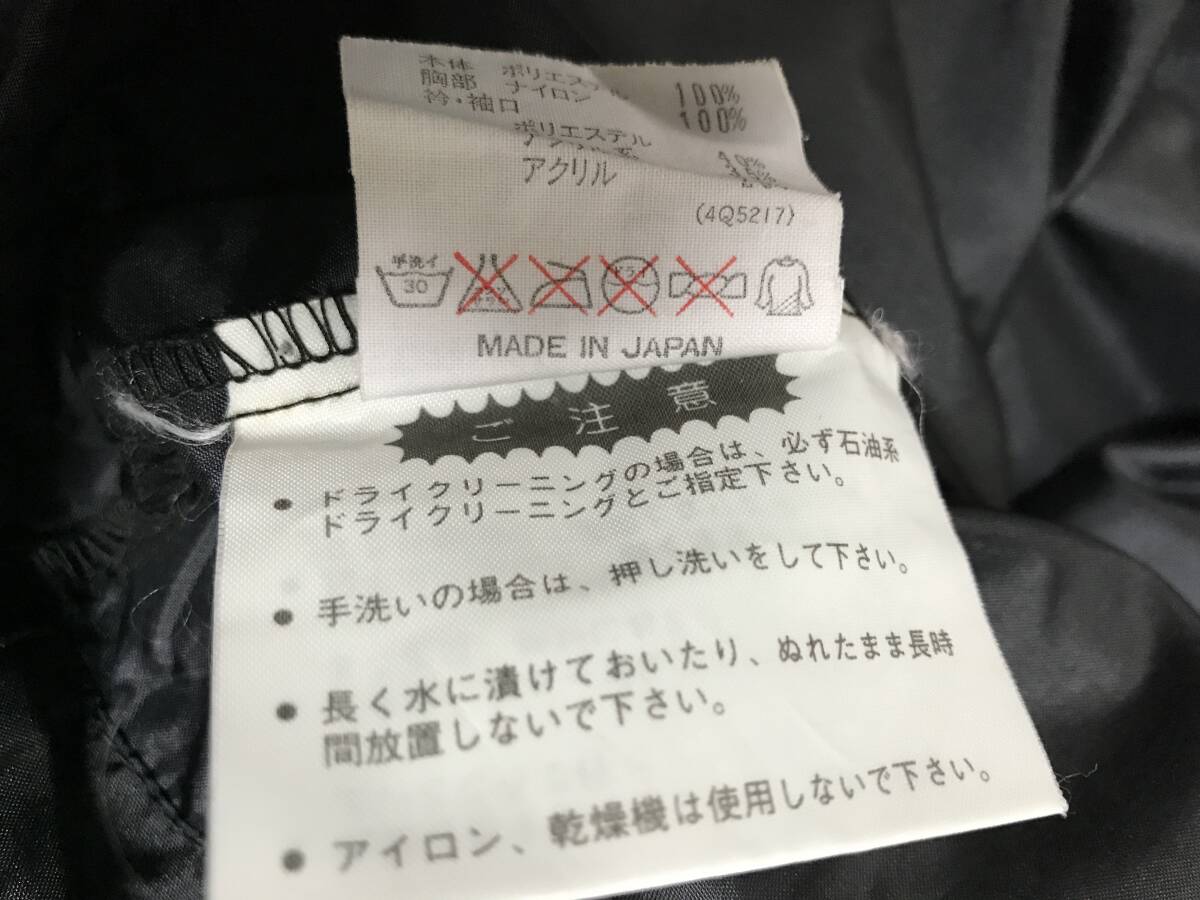 本体 ポリエステル 100%
胸部 ナイロン 100%
衿・袖口
ポリエステル
アクリル
(4Q5217)
手洗イ
30
ドライ
MADE IN JAPAN
ご注意
● ドライクリーニングの場合は、必ず石油系
ドライクリーニングとご指定下さい。
● 手洗いの場合は、押し洗いをして下さい。
● 長く水に漬けておいたり、ぬれたまま長時
間放置しないで下さい。
● アイロン、乾燥機は使用しないで下さい。